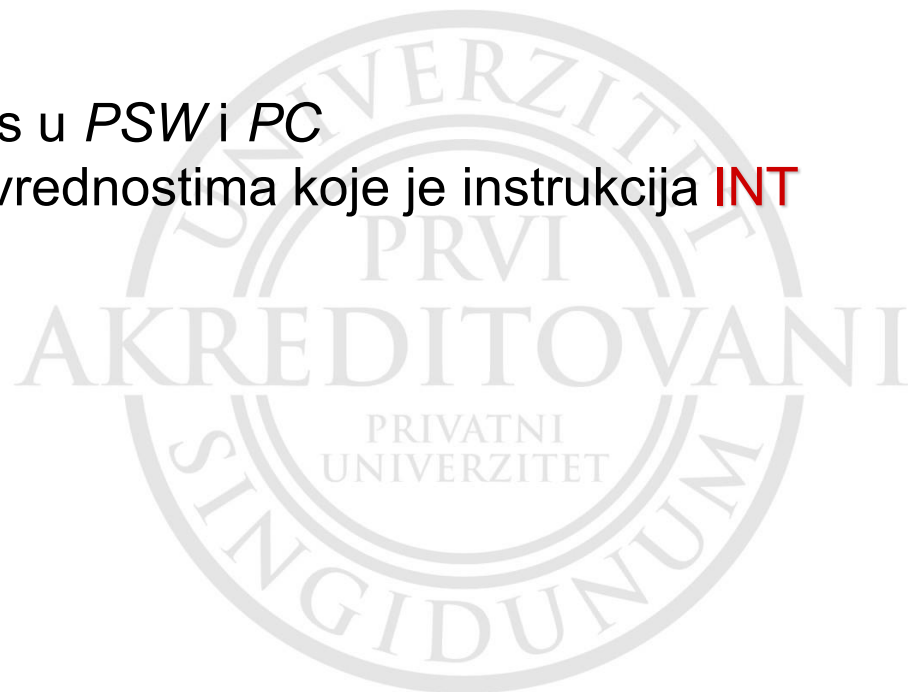 s u PSW i PC
vrednostima koje je instrukcija INT
UNIVERZITET
PRVI
AKREDITOVANI
PRIVATNI
UNIVERZITET
SINGIDUNUM